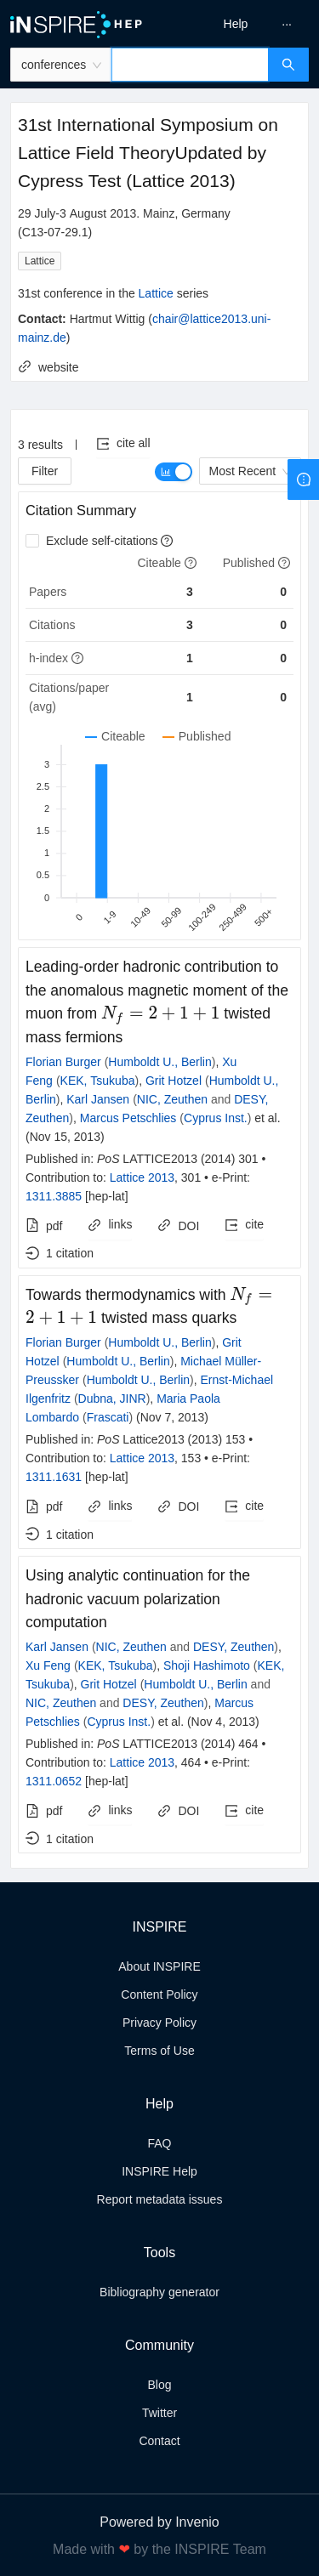 iNSPIRE HEP
Help
...
conferences
31st International Symposium on
Lattice Field TheoryUpdated by
Cypress Test (Lattice 2013)
29 July-3 August 2013. Mainz, Germany
(C13-07-29.1)
Lattice
31st conference in the Lattice series
Contact: Hartmut Wittig (chair@lattice2013.uni-
mainz.de)
website
3 results | cite all
Filter
Most Recent
Citation Summary
Exclude self-citations
Citeable Published
Papers 3 0
Citations 3 0
h-index 1 0
Citations/paper
(avg) 1 0
Citeable Published
3
2.5
2
1.5
1
0.5
0
0 1-9 10-49 50-99 100-249 250-499 500+
Leading-order hadronic contribution to
the anomalous magnetic moment of the
muon from N_f = 2 + 1 + 1 twisted
mass fermions
Florian Burger (Humboldt U., Berlin), Xu
Feng (KEK, Tsukuba), Grit Hotzel (Humboldt U.,
Berlin), Karl Jansen (NIC, Zeuthen and DESY,
Zeuthen), Marcus Petschlies (Cyprus Inst.) et al.
(Nov 15, 2013)
Published in: PoS LATTICE2013 (2014) 301 •
Contribution to: Lattice 2013, 301 • e-Print:
1311.3885 [hep-lat]
pdf links DOI cite
1 citation
Towards thermodynamics with N_f =
2 + 1 + 1 twisted mass quarks
Florian Burger (Humboldt U., Berlin), Grit
Hotzel (Humboldt U., Berlin), Michael Müller-
Preussker (Humboldt U., Berlin), Ernst-Michael
Ilgenfritz (Dubna, JINR), Maria Paola
Lombardo (Frascati) (Nov 7, 2013)
Published in: PoS Lattice2013 (2013) 153 •
Contribution to: Lattice 2013, 153 • e-Print:
1311.1631 [hep-lat]
pdf links DOI cite
1 citation
Using analytic continuation for the
hadronic vacuum polarization
computation
Karl Jansen (NIC, Zeuthen and DESY, Zeuthen),
Xu Feng (KEK, Tsukuba), Shoji Hashimoto (KEK,
Tsukuba), Grit Hotzel (Humboldt U., Berlin and
NIC, Zeuthen and DESY, Zeuthen), Marcus
Petschlies (Cyprus Inst.) et al. (Nov 4, 2013)
Published in: PoS LATTICE2013 (2014) 464 •
Contribution to: Lattice 2013, 464 • e-Print:
1311.0652 [hep-lat]
pdf links DOI cite
1 citation
INSPIRE
About INSPIRE
Content Policy
Privacy Policy
Terms of Use
Help
FAQ
INSPIRE Help
Report metadata issues
Tools
Bibliography generator
Community
Blog
Twitter
Contact
Powered by Invenio
Made with ❤ by the INSPIRE Team